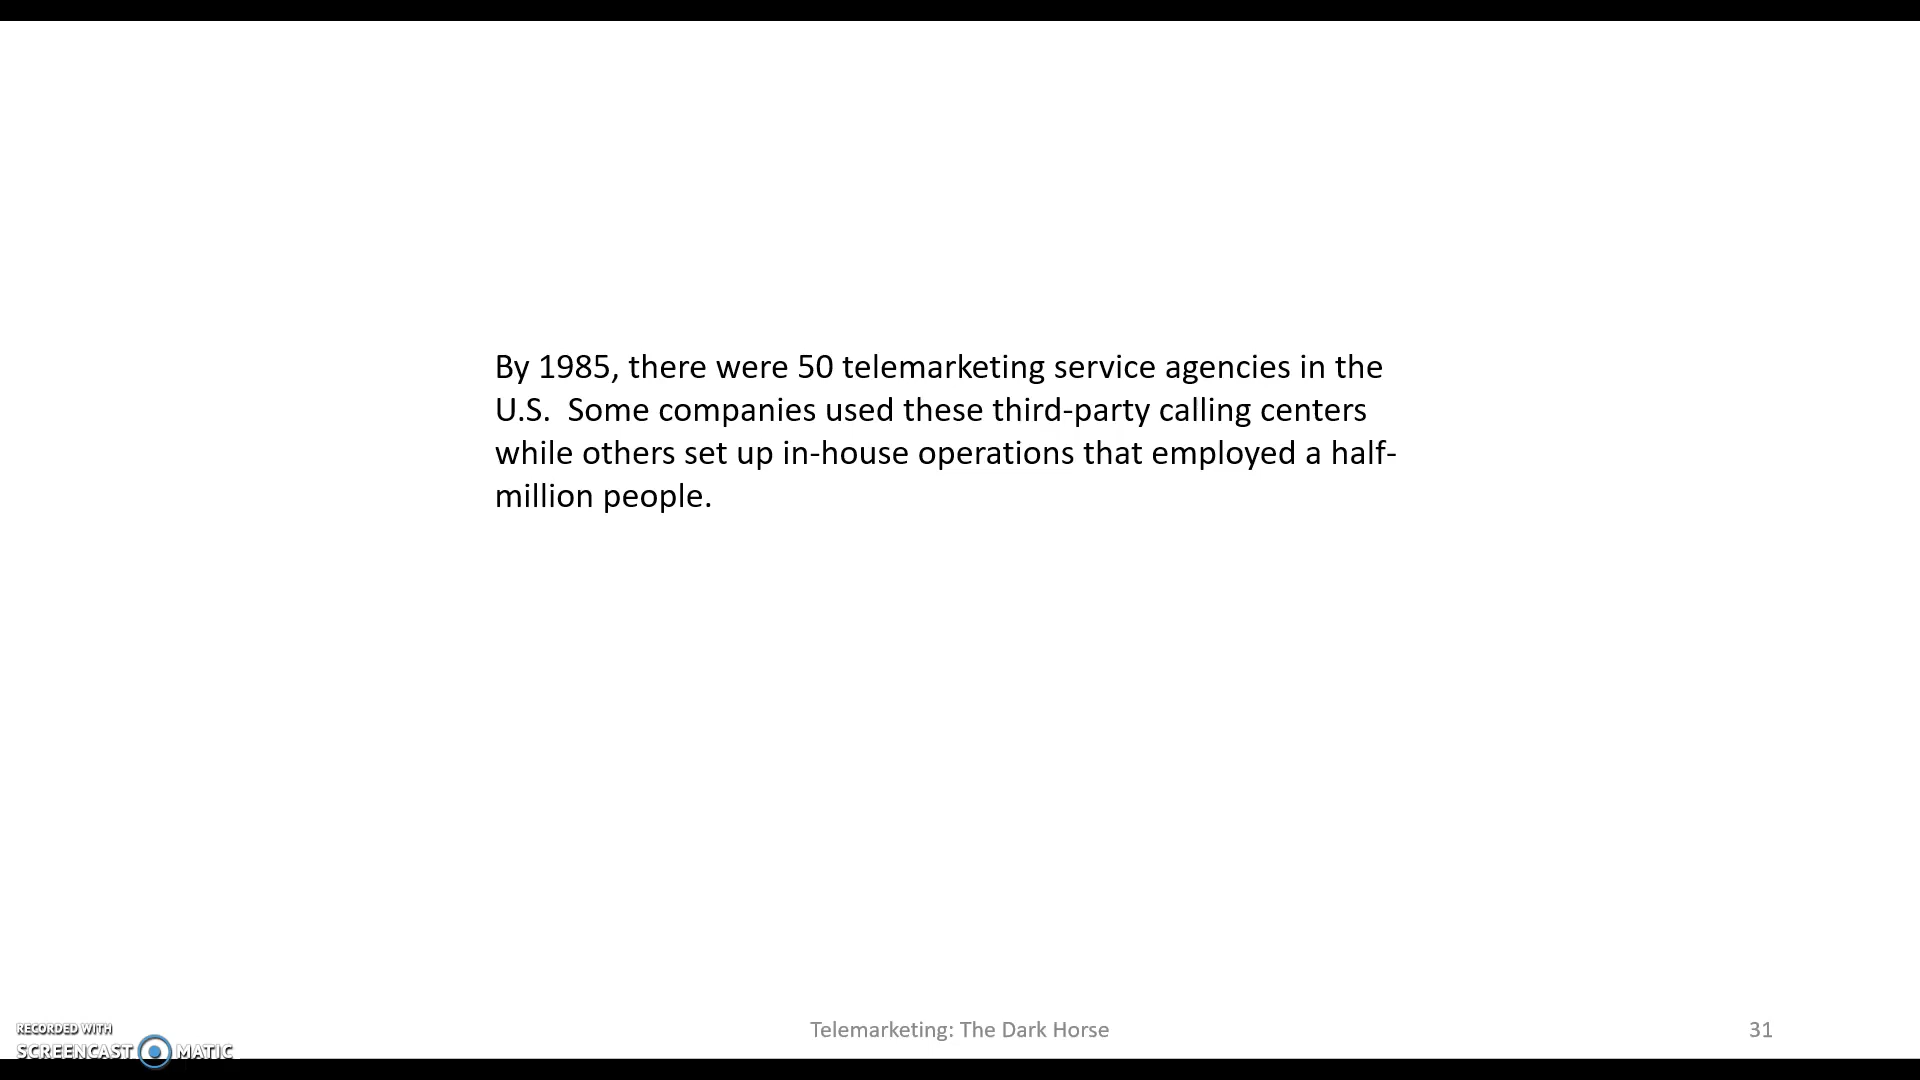 By 1985, there were 50 telemarketing service agencies in the
U.S.  Some companies used these third-party calling centers
while others set up in-house operations that employed a half-
million people.
Telemarketing: The Dark Horse
31
RECORDED WITH
SCREENCAST MATIC